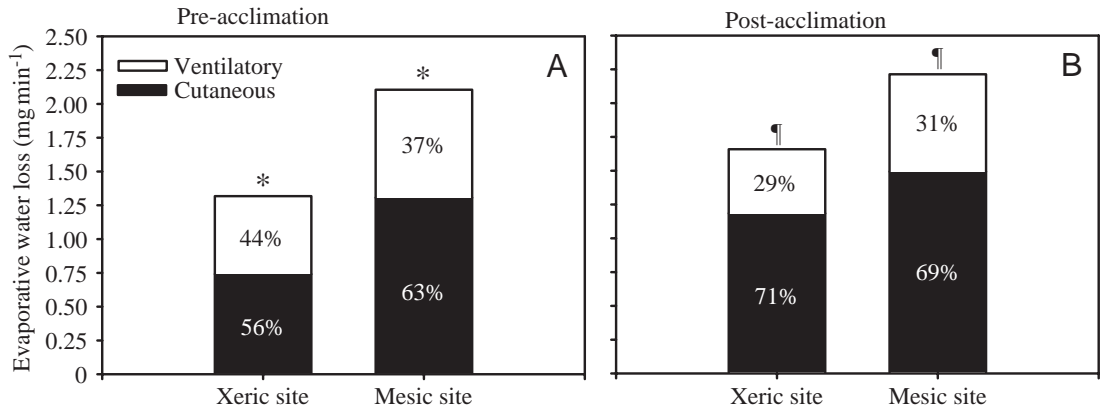 Pre-acclimation
Post-acclimation
Evaporative water loss (mg min⁻¹)
2.50
2.25
2.00
1.75
1.50
1.25
1.00
0.75
0.50
0.25
0
Ventilatory
Cutaneous
A
*
44%
56%
*
37%
63%
Xeric site
Mesic site
B
¶
29%
71%
¶
31%
69%
Xeric site
Mesic site